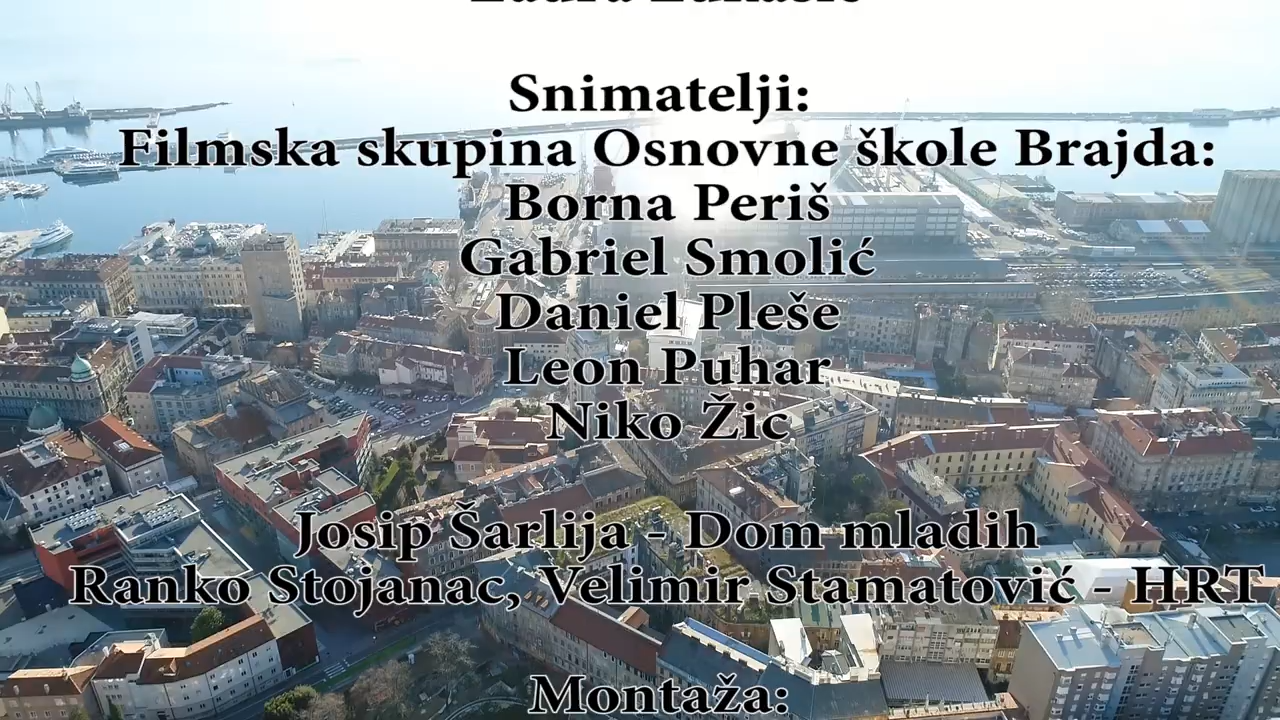 Snimatelji:
Filmska skupina Osnovne škole Brajda:
Borna Periš
Gabriel Smolić
Daniel Pleše
Leon Puhar
Niko Žic
Josip Šarlija - Dom mladih
Ranko Stojanac, Velimir Stamatović - HRT
Montaža: